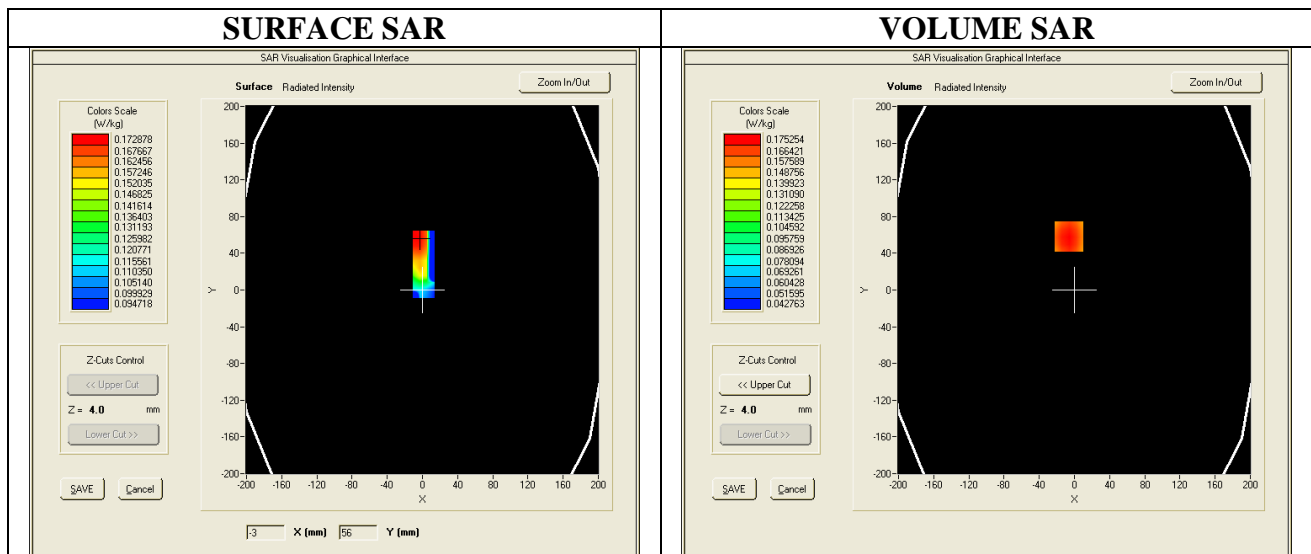 SURFACE SAR
VOLUME SAR
SAR Visualisation Graphical Interface
Surface Radiated Intensity
Zoom In/Out
Colors Scale
(W/kg)
0.172878
0.167667
0.162456
0.157246
0.152035
0.146825
0.141614
0.136403
0.131193
0.125982
0.120771
0.115561
0.110350
0.105140
0.099929
0.094718
Z-Cuts Control
<< Upper Cut
Z = 4.0 mm
Lower Cut >>
SAVE Cancel
200
160
120
80
40
0
-40
-80
-120
-160
-200
Y
-200 -160 -120 -80 -40 0 40 80 120 160 200
X
-3 X (mm) 56 Y (mm)
SAR Visualisation Graphical Interface
Volume Radiated Intensity
Zoom In/Out
Colors Scale
(W/kg)
0.175254
0.166421
0.157589
0.148756
0.139923
0.131090
0.122258
0.113425
0.104592
0.095759
0.086926
0.078094
0.069261
0.060428
0.051595
0.042763
Z-Cuts Control
<< Upper Cut
Z = 4.0 mm
Lower Cut >>
SAVE Cancel
200
160
120
80
40
0
-40
-80
-120
-160
-200
Y
-200 -160 -120 -80 -40 0 40 80 120 160 200
X